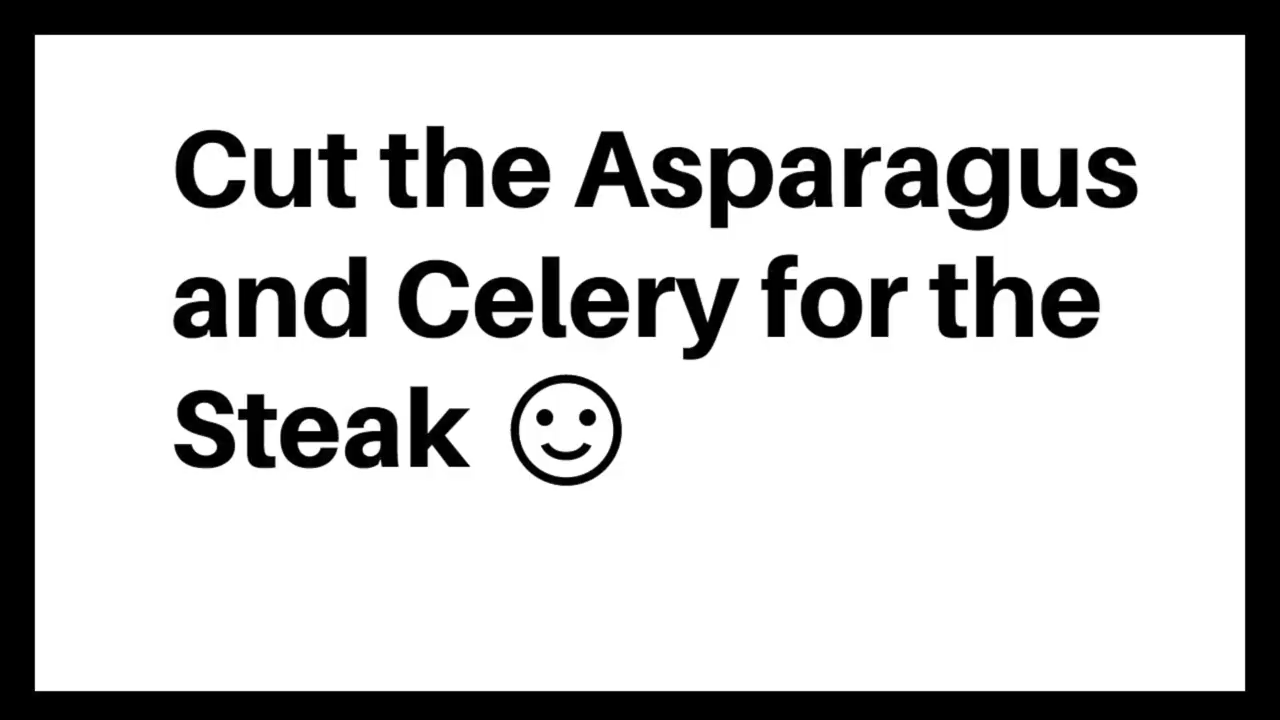 Cut the Asparagus
and Celery for the
Steak ☺